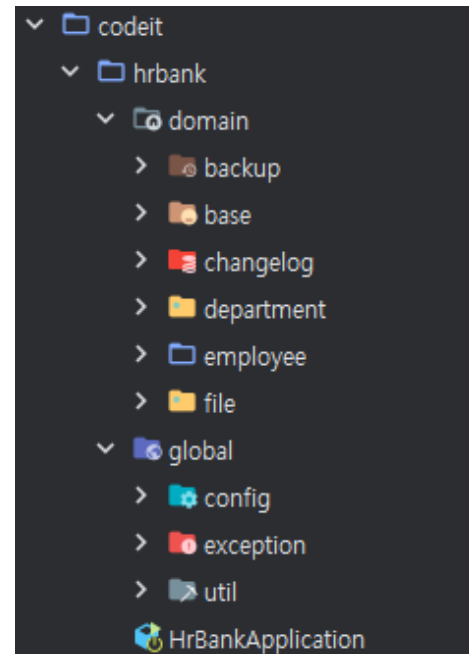 codeit
hrbank
domain
backup
base
changelog
department
employee
file
global
config
exception
util
HrBankApplication